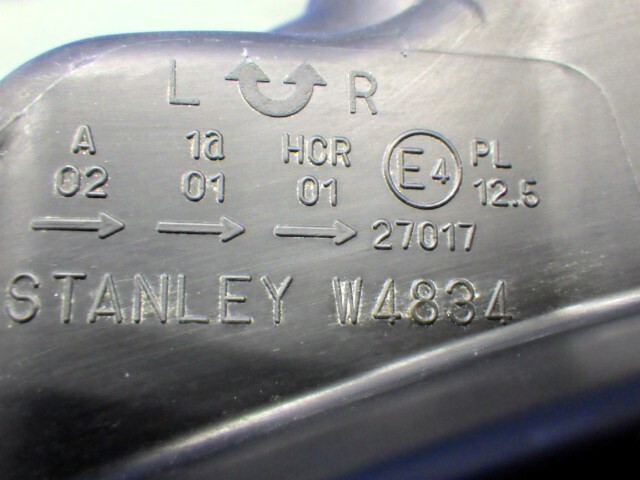 L R
A 1a HCR E4 PL
02 01 01 12.5
27017
STANLEY W4834